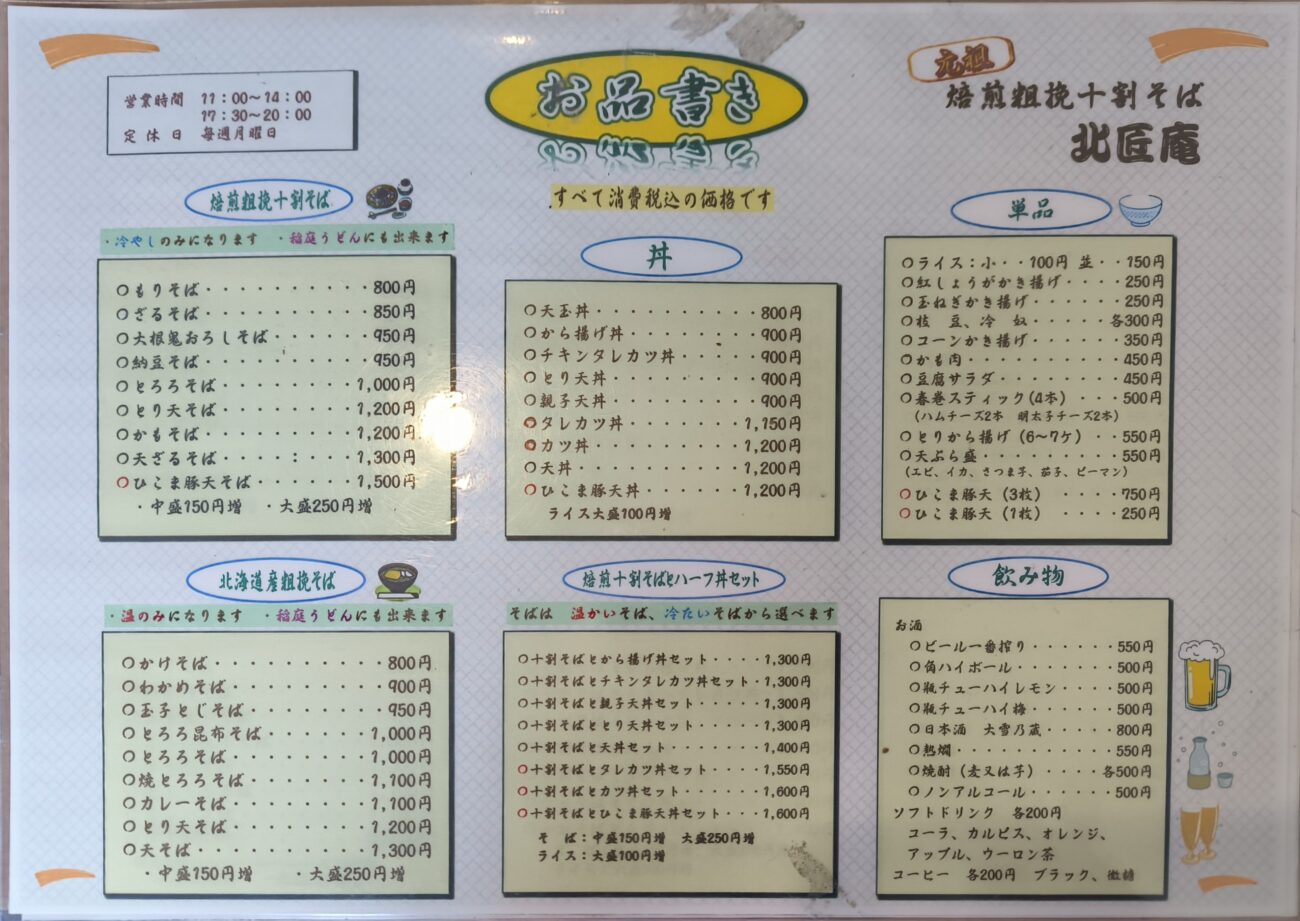 営業時間 11：00～14：00
17：30～20：00
定休日 毎週月曜日
お品書き
すべて消費税込の価格です
元祖
焙煎粗挽十割そば
北匠庵
焙煎粗挽十割そば
・冷やしのみになります ・稲庭うどんにも出来ます
○もりそば・・・・・・・・・・800円
○ざるそば・・・・・・・・・850円
○大根鬼おろしそば・・・・・950円
○納豆そば・・・・・・・・・950円
○とろろそば・・・・・・・1,000円
○とり天そば・・・・・・・1,200円
○かもそば・・・・・・・・1,200円
○天ざるそば・・・・：・・1,300円
○ひこま豚天そば・・・・・1,500円
・中盛150円増 ・大盛250円増
北海道産粗挽そば
・温のみになります ・稲庭うどんにも出来ます
○かけそば・・・・・・・・・・800円
○わかめそば・・・・・・・・・900円
○玉子とじそば・・・・・・・・950円
○とろろ昆布そば・・・・・・1,000円
○とろろそば・・・・・・・・1,000円
○焼とろろそば・・・・・・・1,100円
○カレーそば・・・・・・・・1,100円
○とり天そば・・・・・・・・1,200円
○天そば・・・・・・・・・・1,300円
・中盛150円増 ・大盛250円増
丼
○天玉丼・・・・・・・・・・800円
○から揚げ丼・・・・・・・・900円
○チキンタレカツ丼・・・・・900円
○とり天丼・・・・・・・・・900円
○親子天丼・・・・・・・・・900円
○タレカツ丼・・・・・・・1,150円
○カツ丼・・・・・・・・・1,200円
○天丼・・・・・・・・・・1,200円
○ひこま豚天丼・・・・・・1,200円
ライス大盛100円増
焙煎十割そばとハーフ丼セット
そばは 温かいそば、冷たいそばから選べます
○十割そばとから揚げ丼セット・・・・1,300円
○十割そばとチキンタレカツ丼セット・1,300円
○十割そばと親子天丼セット・・・・・1,300円
○十割そばととり天丼セット・・・・・1,300円
○十割そばと天丼セット・・・・・・・1,400円
○十割そばとタレカツ丼セット・・・・1,550円
○十割そばとカツ丼セット・・・・・・1,600円
○十割そばとひこま豚天丼セット・・・1,600円
そ ば：中盛150円増 大盛250円増
ライス：大盛100円増
単品
○ライス：小・・100円 並・・150円
○紅しょうがかき揚げ・・・・250円
○玉ねぎかき揚げ・・・・・・250円
○枝 豆、冷 奴・・・・・各300円
○コーンかき揚げ・・・・・・350円
○かも肉・・・・・・・・・・450円
○豆腐サラダ・・・・・・・・450円
○春巻スティック(4本)・・・500円
(ハムチーズ2本 明太子チーズ2本)
○とりから揚げ(6～7ケ)・・550円
○天ぷら盛・・・・・・・・・550円
(エビ、イカ、さつま芋、茄子、ピーマン)
○ひこま豚天(3枚) ・・・・750円
○ひこま豚天(1枚) ・・・・250円
飲み物
お酒
○ビール一番搾り・・・・・・550円
○角ハイボール・・・・・・・500円
○瓶チューハイレモン・・・・500円
○瓶チューハイ梅・・・・・・500円
○日本酒 大雪乃蔵・・・・・800円
○熱燗・・・・・・・・・・・550円
○焼酎(麦又は芋)・・・・各500円
○ノンアルコール・・・・・・500円
ソフトドリンク 各200円
コーラ、カルピス、オレンジ、
アップル、ウーロン茶
コーヒー 各200円 ブラック、微糖